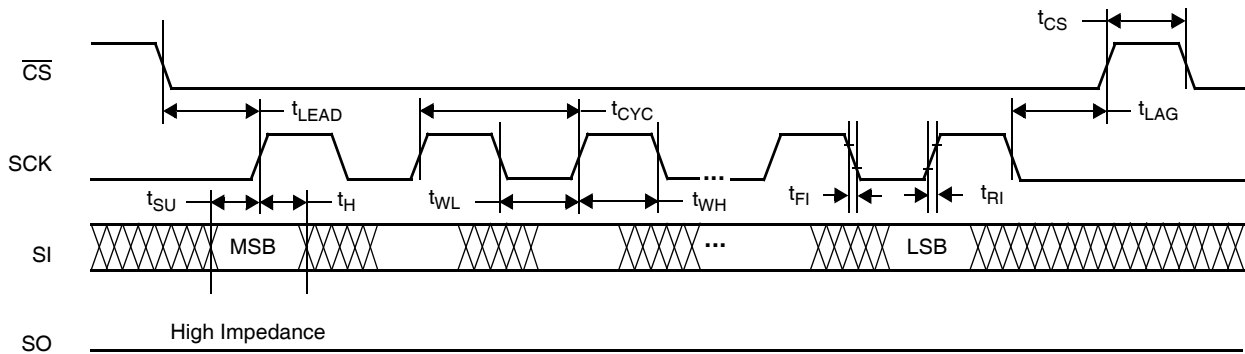 tCS
CS
tLEAD
tCYC
tLAG
SCK
...
tSU
tH
tWL
tWH
tFI
tRI
SI
MSB
...
LSB
High Impedance
SO